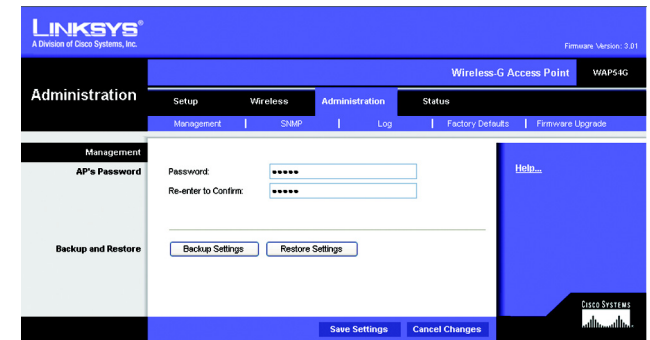 LINKSYS®
A Division of Cisco Systems, Inc.
Firmware Version: 3.01
Wireless-G Access Point WAP54G
Administration
Setup Wireless Administration Status
Management | SNMP | Log | Factory Defaults | Firmware Upgrade
Management
AP's Password
Password: •••••
Re-enter to Confirm: •••••
Help...
Backup and Restore
Backup Settings Restore Settings
Save Settings Cancel Changes
CISCO SYSTEMS